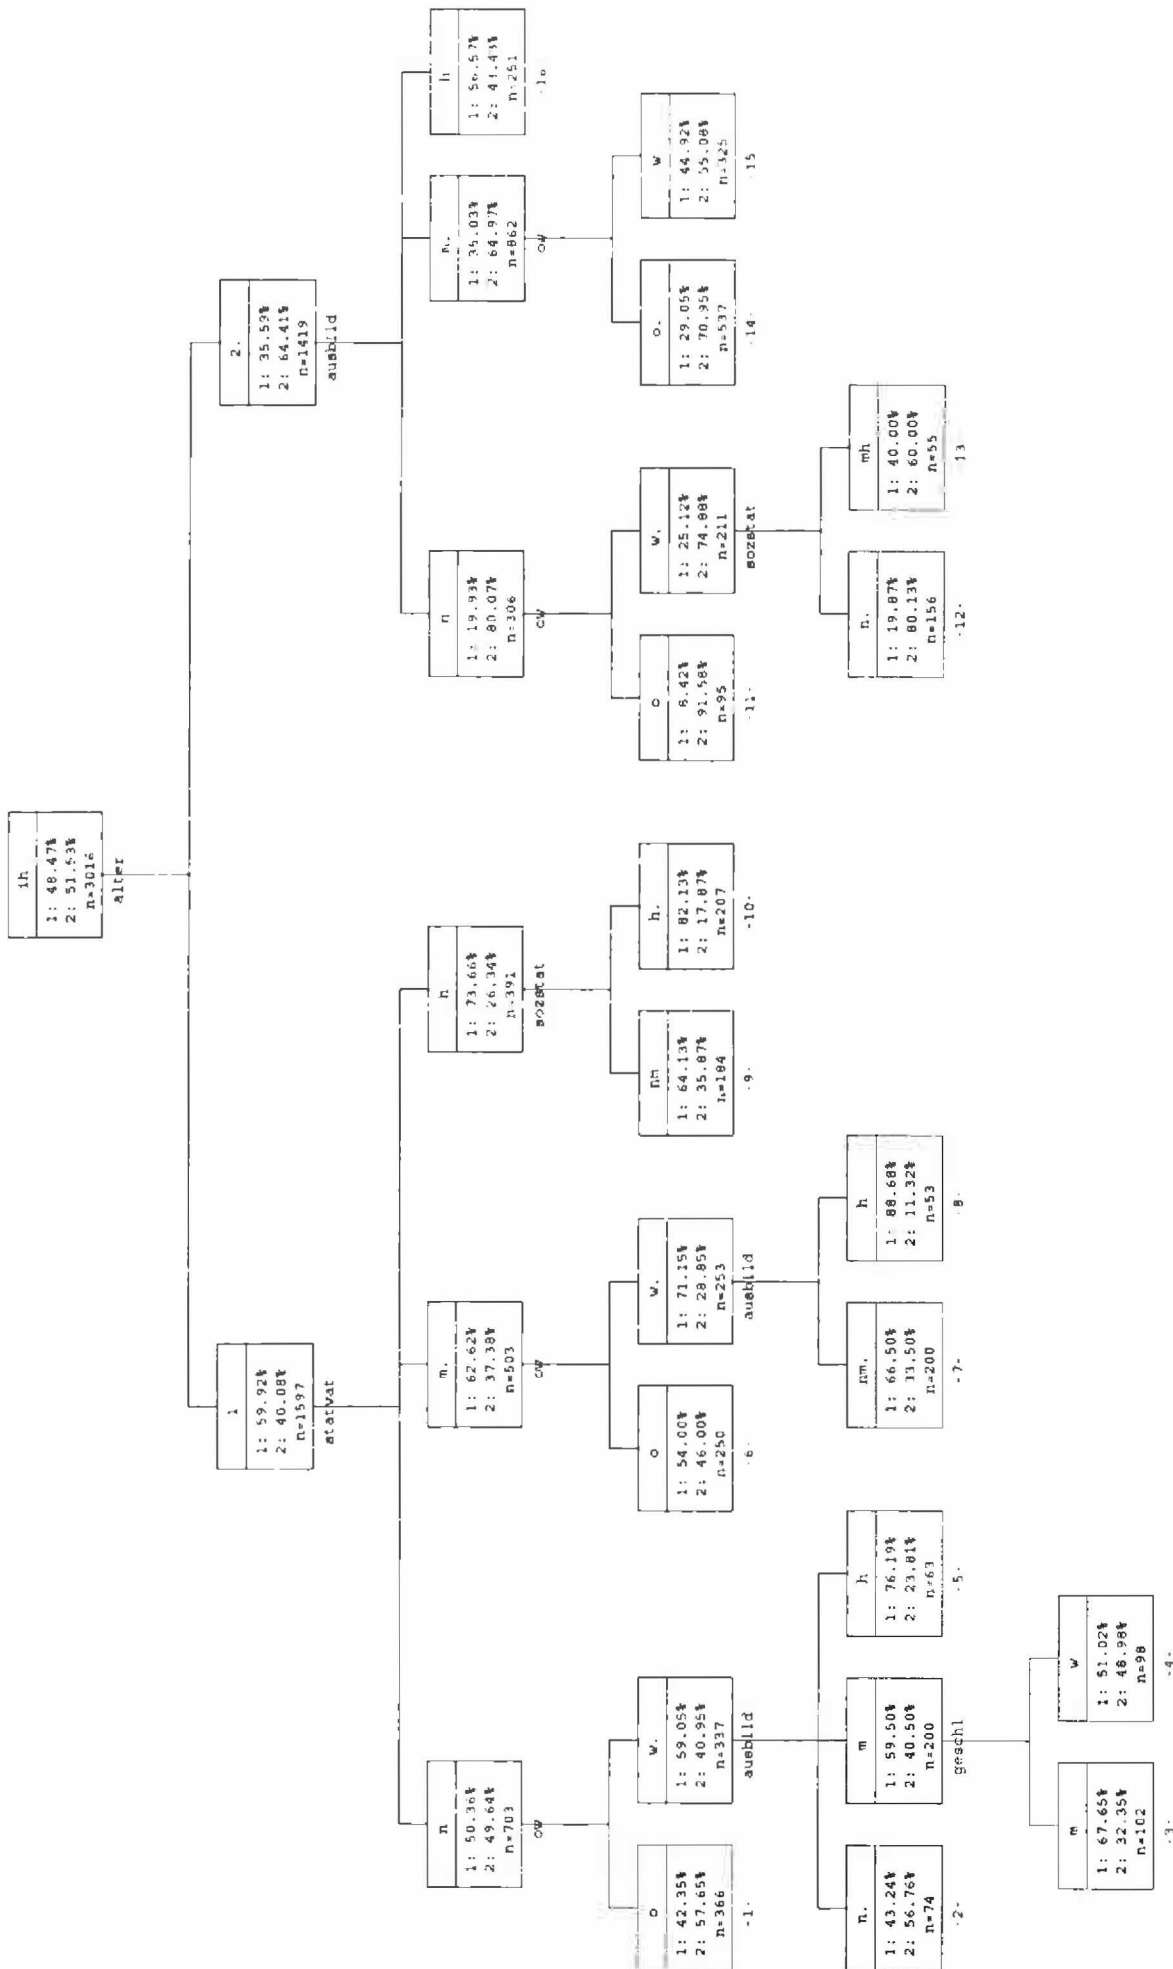 ih
1: 48.47%
2: 51.53%
n=3016
alter
1
1: 59.92%
2: 40.08%
n=1597
statvat
2.
1: 35.59%
2: 64.41%
n=1419
ausbild
n
1: 50.36%
2: 49.64%
n=703
ow
m.
1: 62.62%
2: 37.38%
n=503
ow
h
1: 73.66%
2: 26.34%
n=391
sozstat
n
1: 19.93%
2: 80.07%
n=306
ow
m.
1: 35.03%
2: 64.97%
n=862
ow
h
1: 56.57%
2: 43.43%
n=251
-16
o
1: 42.35%
2: 57.65%
n=366
-1-
w.
1: 59.05%
2: 40.95%
n=337
ausbild
o
1: 54.00%
2: 46.00%
n=250
-6-
w.
1: 71.15%
2: 28.85%
n=253
ausbild
nm
1: 64.13%
2: 35.87%
n=184
-9-
h.
1: 82.13%
2: 17.87%
n=207
-10-
o
1: 8.42%
2: 91.58%
n=95
-11-
w.
1: 25.12%
2: 74.88%
n=211
sozstat
o.
1: 29.05%
2: 70.95%
n=537
-14-
w
1: 44.92%
2: 55.08%
n=325
-15
n.
1: 43.24%
2: 56.76%
n=74
-2-
m
1: 59.50%
2: 40.50%
n=200
geschl
h
1: 76.19%
2: 23.81%
n=63
-5-
nm.
1: 66.50%
2: 33.50%
n=200
-7-
h
1: 88.68%
2: 11.32%
n=53
-8-
n.
1: 19.87%
2: 80.13%
n=156
-12-
mh
1: 40.00%
2: 60.00%
n=55
13
m
1: 67.65%
2: 32.35%
n=102
-3-
w
1: 51.02%
2: 48.98%
n=98
-4-